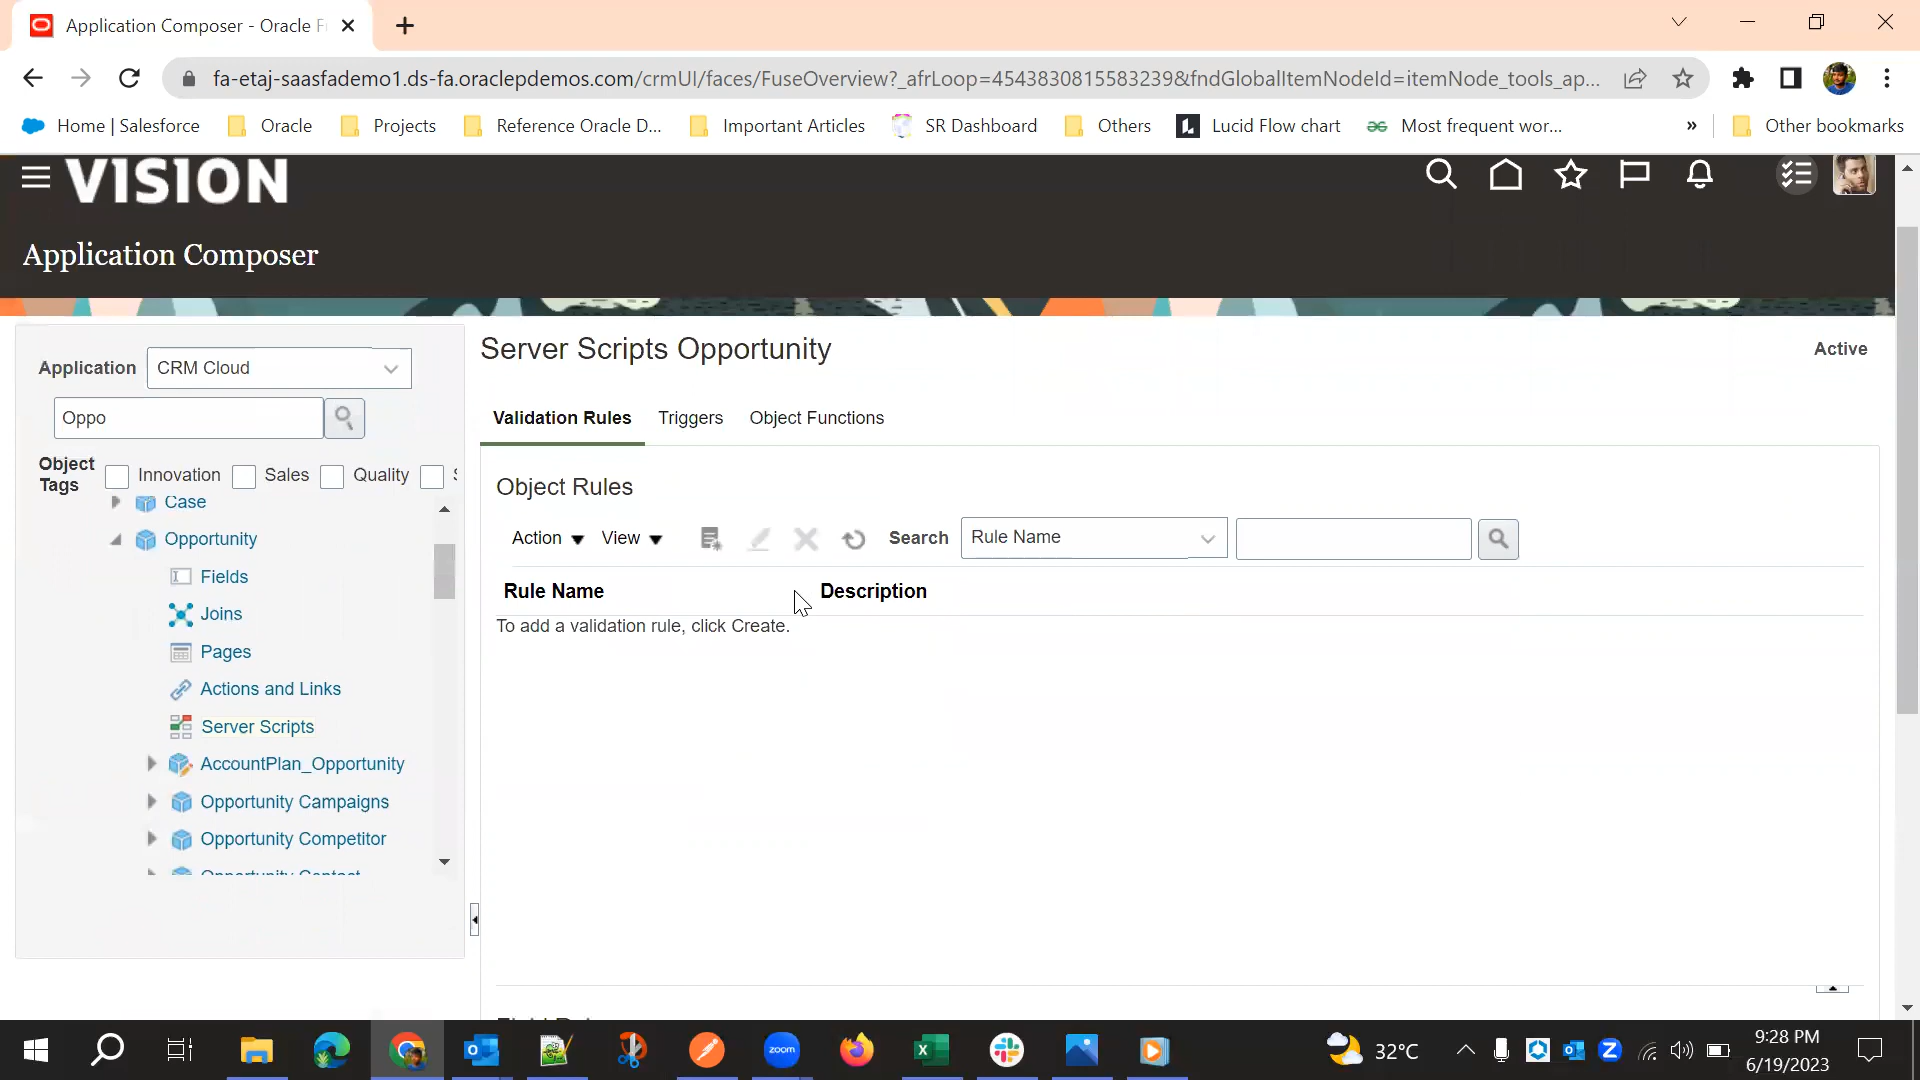 Application Composer - Oracle F
fa-etaj-saasfademo1.ds-fa.oraclepdemos.com/crmUI/faces/FuseOverview?_afrLoop=4543830815583239&fndGlobalItemNodeId=itemNode_tools_ap...
Home | Salesforce
Oracle
Projects
Reference Oracle D...
Important Articles
SR Dashboard
Others
Lucid Flow chart
Most frequent wor...
»
Other bookmarks
VISION
Application Composer
Application
CRM Cloud
Oppo
Object Tags
Innovation
Sales
Quality
Case
Opportunity
Fields
Joins
Pages
Actions and Links
Server Scripts
AccountPlan_Opportunity
Opportunity Campaigns
Opportunity Competitor
Opportunity Contact
Server Scripts Opportunity
Active
Validation Rules
Triggers
Object Functions
Object Rules
Action
View
Search
Rule Name
Rule Name
Description
To add a validation rule, click Create.
zoom
32°C
9:28 PM
6/19/2023